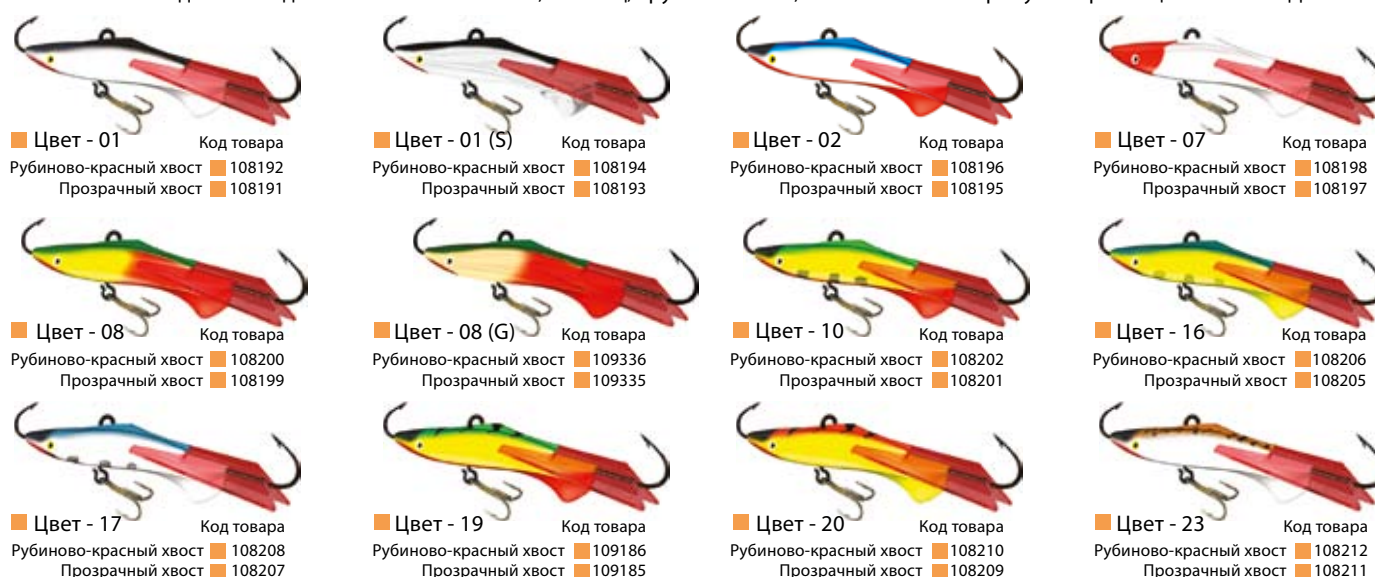 Цвет - 01 Код товара
Рубиново-красный хвост 108192
Прозрачный хвост 108191
Цвет - 01 (S) Код товара
Рубиново-красный хвост 108194
Прозрачный хвост 108193
Цвет - 02 Код товара
Рубиново-красный хвост 108196
Прозрачный хвост 108195
Цвет - 07 Код товара
Рубиново-красный хвост 108198
Прозрачный хвост 108197
Цвет - 08 Код товара
Рубиново-красный хвост 108200
Прозрачный хвост 108199
Цвет - 08 (G) Код товара
Рубиново-красный хвост 109336
Прозрачный хвост 109335
Цвет - 10 Код товара
Рубиново-красный хвост 108202
Прозрачный хвост 108201
Цвет - 16 Код товара
Рубиново-красный хвост 108206
Прозрачный хвост 108205
Цвет - 17 Код товара
Рубиново-красный хвост 108208
Прозрачный хвост 108207
Цвет - 19 Код товара
Рубиново-красный хвост 109186
Прозрачный хвост 109185
Цвет - 20 Код товара
Рубиново-красный хвост 108210
Прозрачный хвост 108209
Цвет - 23 Код товара
Рубиново-красный хвост 108212
Прозрачный хвост 108211